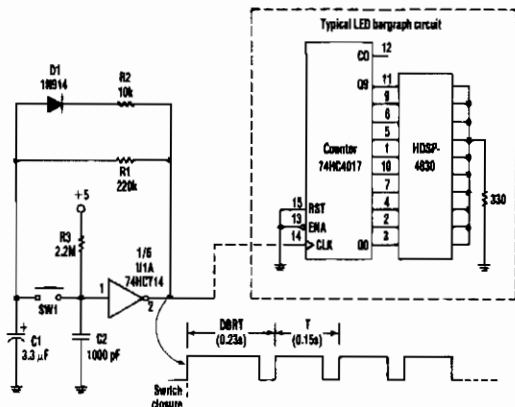 Typical LED bargraph circuit
D1
1N914
R2
10k
R1
220k
+5
R3
2.2M
SW1
C1
3.3 µF
+
C2
1000 pF
1/6
U1A
74HC714
1
2
Counter
74HC4017
CO
12
Q9
11
9
6
5
1
10
7
4
2
3
Q0
15
RST
13
ENA
14
CLK
HDSP-
4830
330
DBRT
(0.23s)
T
(0.15s)
Switch
closure